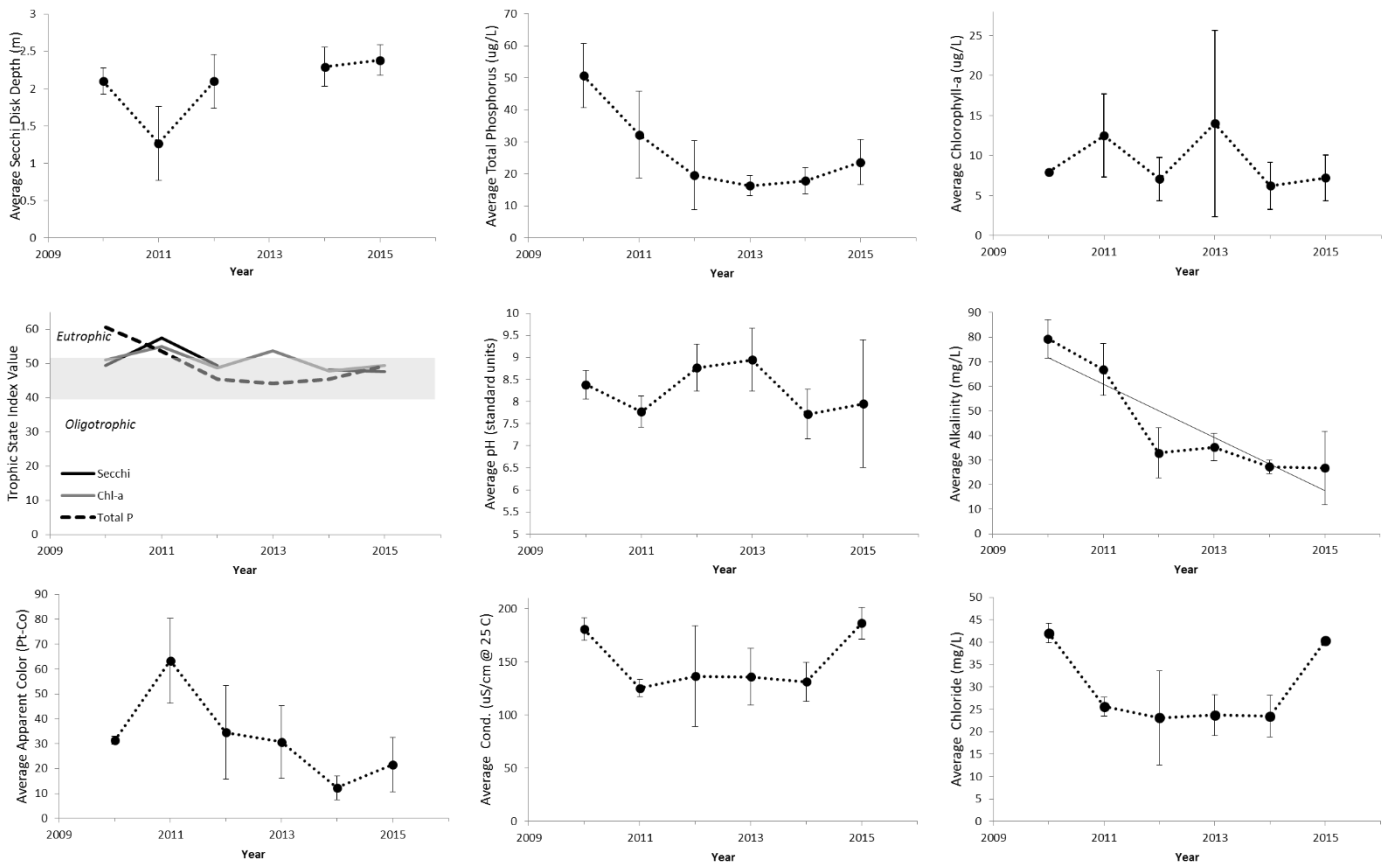 Average Secchi Disk Depth (m)
3
2.5
2
1.5
1
0.5
0
2009 2011 2013 2015
Year
Average Total Phosphorus (ug/L)
70
60
50
40
30
20
10
0
2009 2011 2013 2015
Year
Average Chlorophyll-a (ug/L)
25
20
15
10
5
0
2009 2011 2013 2015
Year
Trophic State Index Value
60
50
40
30
20
10
0
Eutrophic
Oligotrophic
Secchi
Chl-a
Total P
2009 2011 2013 2015
Year
Average pH (standard units)
10
9.5
9
8.5
8
7.5
7
6.5
6
5.5
5
2009 2011 2013 2015
Year
Average Alkalinity (mg/L)
90
80
70
60
50
40
30
20
10
0
2009 2011 2013 2015
Year
Average Apparent Color (Pt-Co)
90
80
70
60
50
40
30
20
10
0
2009 2011 2013 2015
Year
Average Cond. (uS/cm @ 25 C)
200
150
100
50
0
2009 2011 2013 2015
Year
Average Chloride (mg/L)
50
45
40
35
30
25
20
15
10
5
0
2009 2011 2013 2015
Year